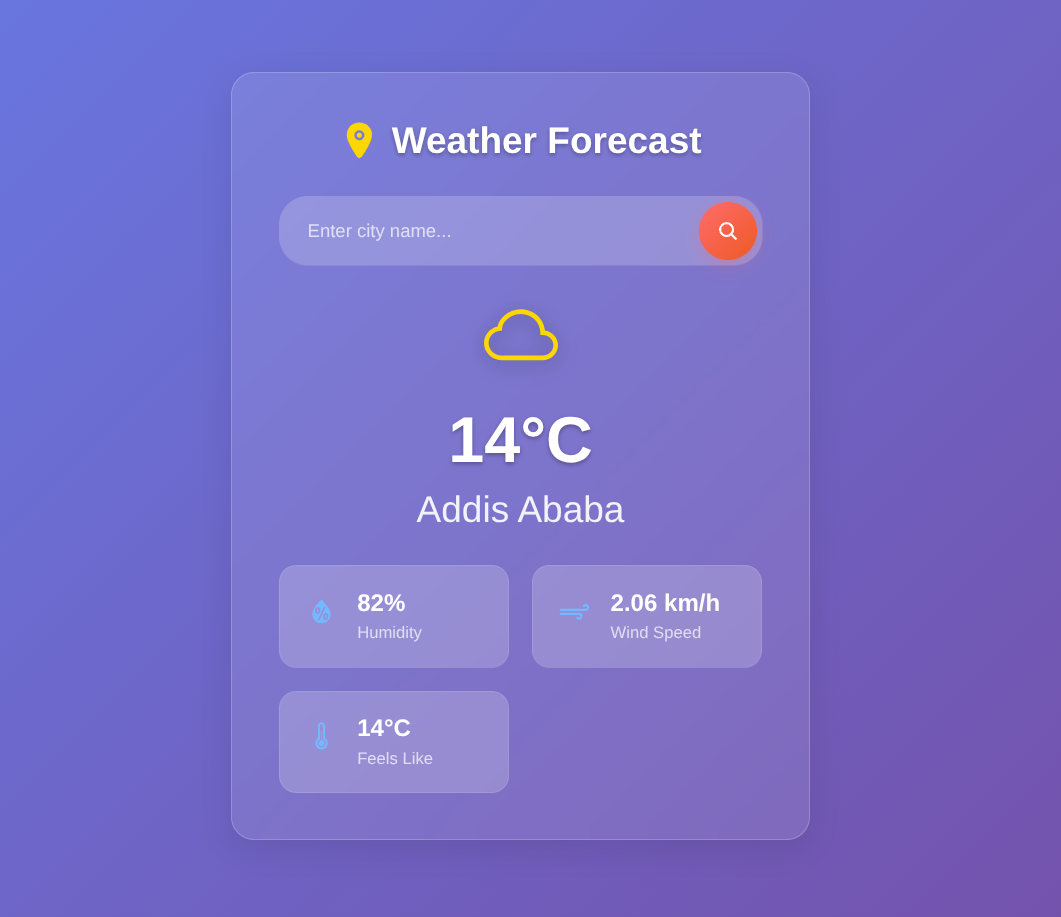 Weather Forecast
Enter city name...
14°C
Addis Ababa
82%
Humidity
2.06 km/h
Wind Speed
14°C
Feels Like